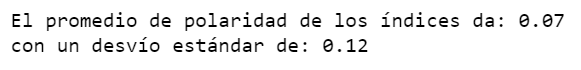 El promedio de polaridad de los índices da: 0.07
con un desvío estándar de: 0.12